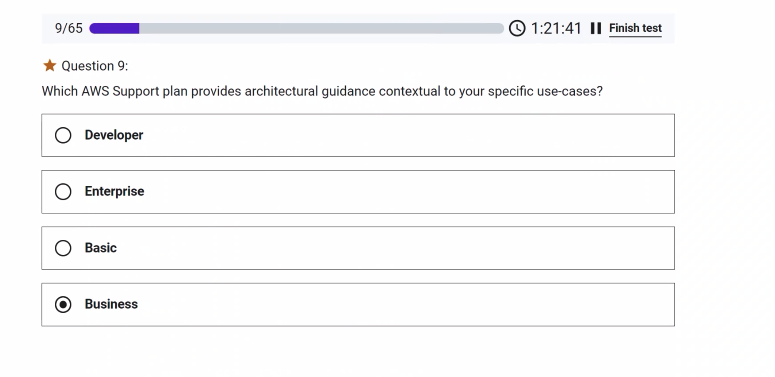 9/65 1:21:41 Finish test
Question 9:
Which AWS Support plan provides architectural guidance contextual to your specific use-cases?
Developer
Enterprise
Basic
Business